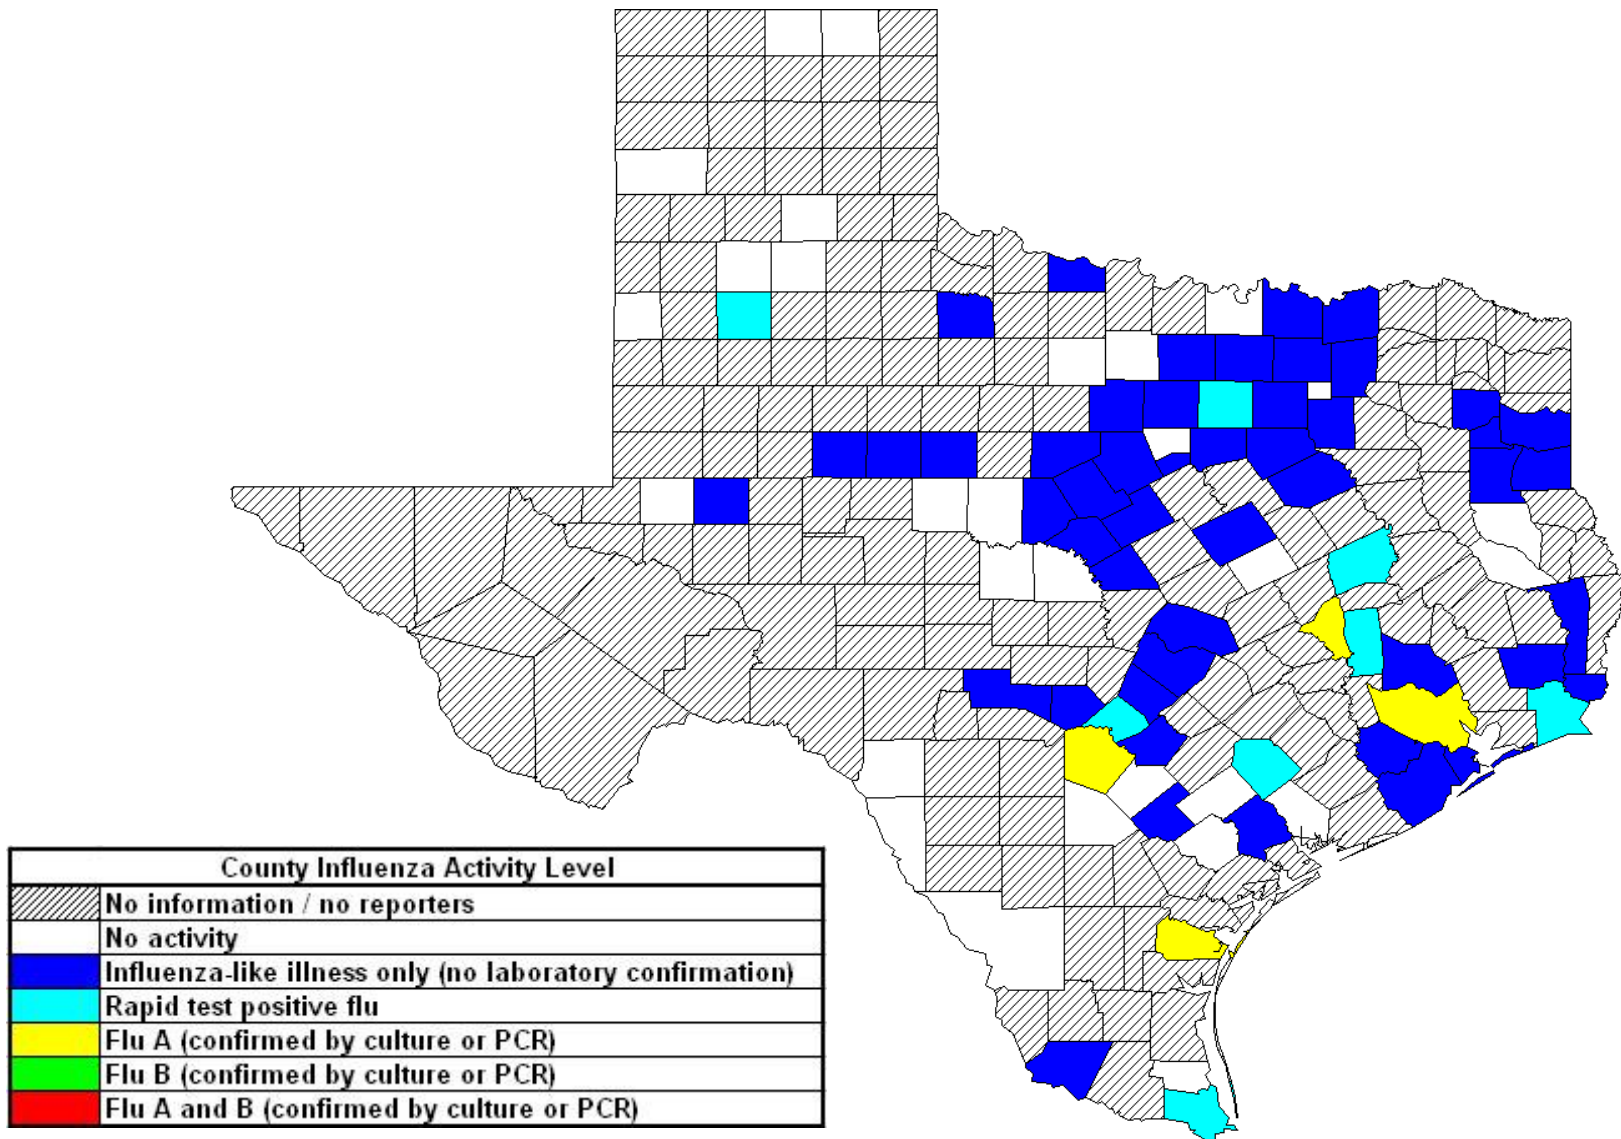 County Influenza Activity Level
No information / no reporters
No activity
Influenza-like illness only (no laboratory confirmation)
Rapid test positive flu
Flu A (confirmed by culture or PCR)
Flu B (confirmed by culture or PCR)
Flu A and B (confirmed by culture or PCR)